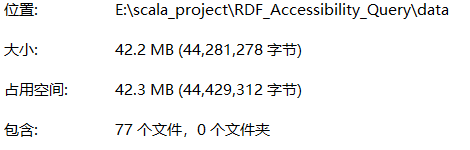 位置: E:\scala_project\RDF_Accessibility_Query\data
大小: 42.2 MB (44,281,278 字节)
占用空间: 42.3 MB (44,429,312 字节)
包含: 77 个文件，0 个文件夹